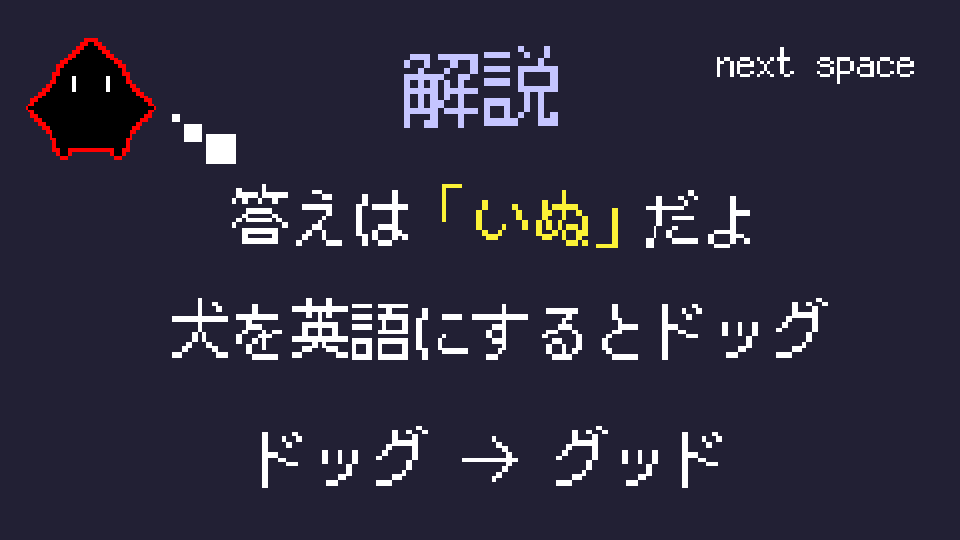 解説
next space
答えは「いぬ」だよ
犬を英語にするとドッグ
ドッグ → グッド